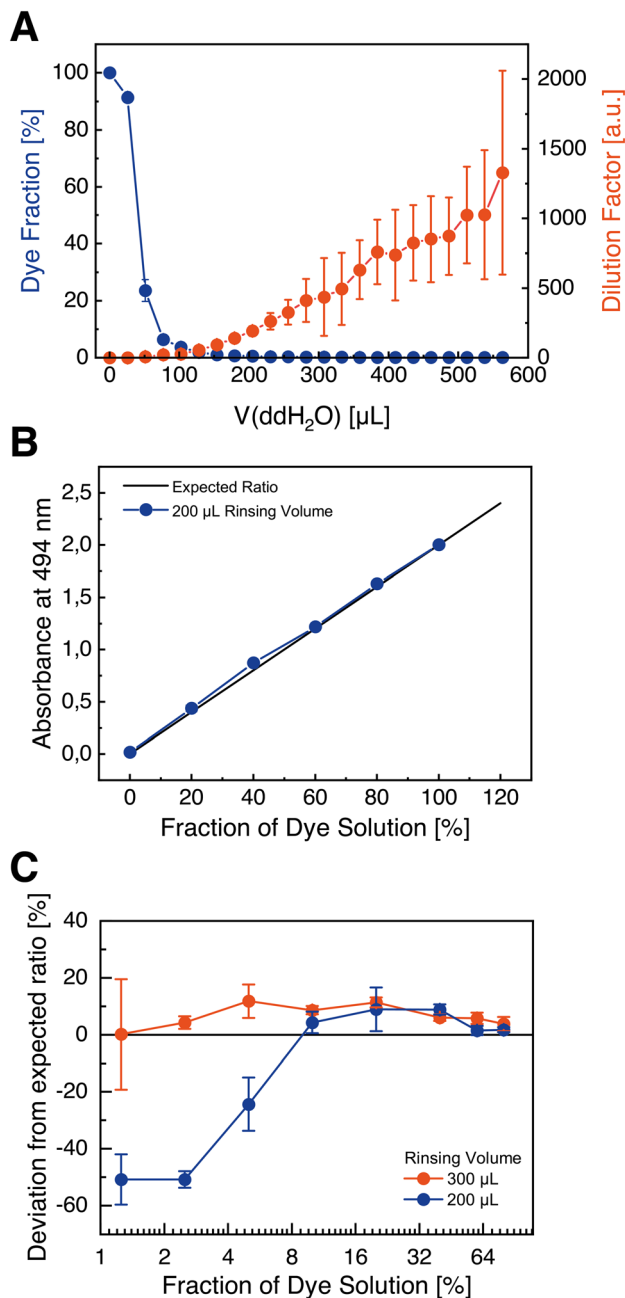 A
Dye Fraction [%]
100
80
60
40
20
0
2000
1500
1000
500
0
Dilution Factor [a.u.]
0 100 200 300 400 500 600
V(ddH₂O) [µL]
B
Absorbance at 494 nm
2,5
2,0
1,5
1,0
0,5
0,0
Expected Ratio
200 µL Rinsing Volume
0 20 40 60 80 100 120
Fraction of Dye Solution [%]
C
Deviation from expected ratio [%]
40
20
0
-20
-40
-60
Rinsing Volume
300 µL
200 µL
1 2 4 8 16 32 64
Fraction of Dye Solution [%]